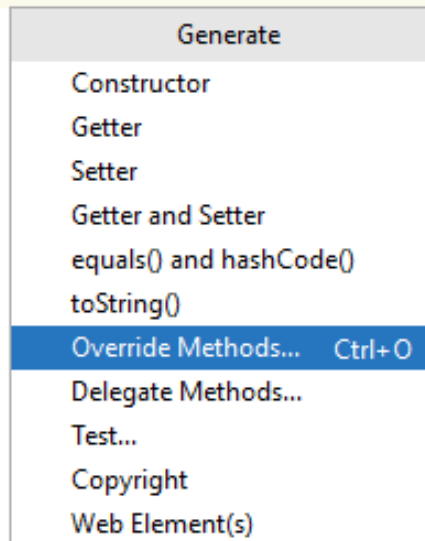 Generate
Constructor
Getter
Setter
Getter and Setter
equals() and hashCode()
toString()
Override Methods... Ctrl+O
Delegate Methods...
Test...
Copyright
Web Element(s)